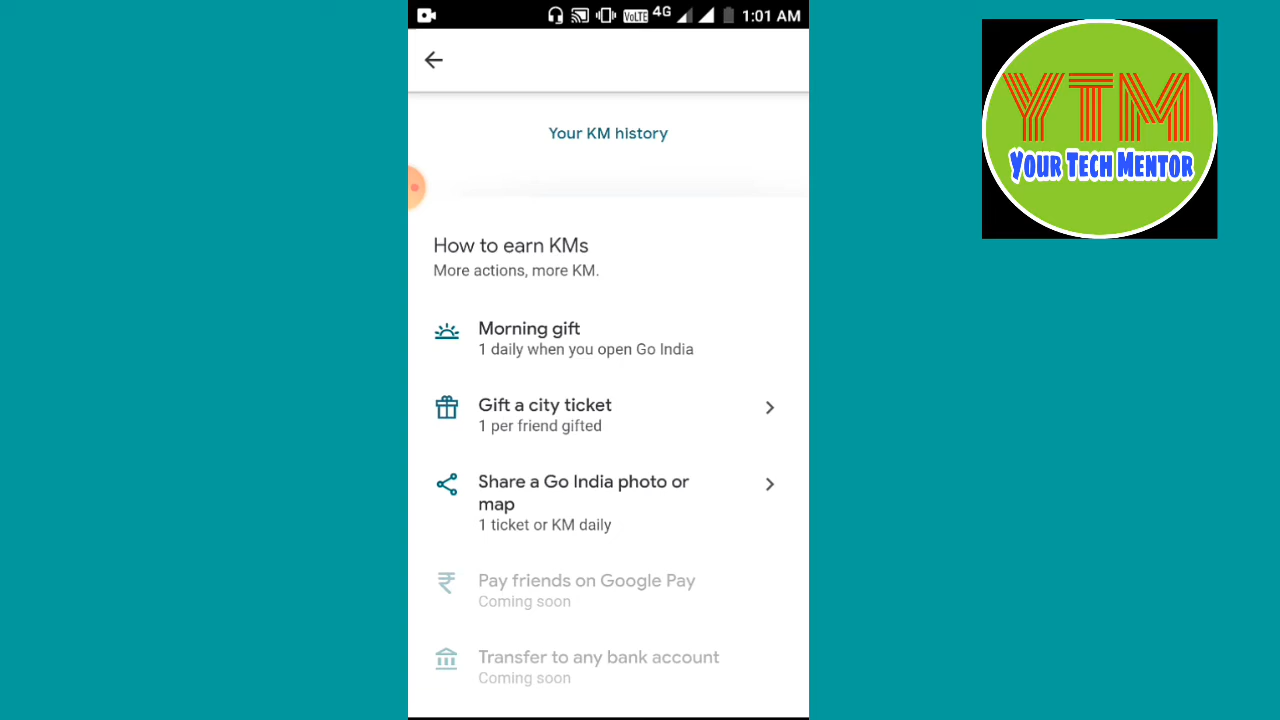 VoLTE 4G 1:01 AM
Your KM history
How to earn KMs
More actions, more KM.
Morning gift
1 daily when you open Go India
Gift a city ticket
1 per friend gifted
Share a Go India photo or
map
1 ticket or KM daily
Pay friends on Google Pay
Coming soon
Transfer to any bank account
Coming soon
YTM
YOUR TECH MENTOR